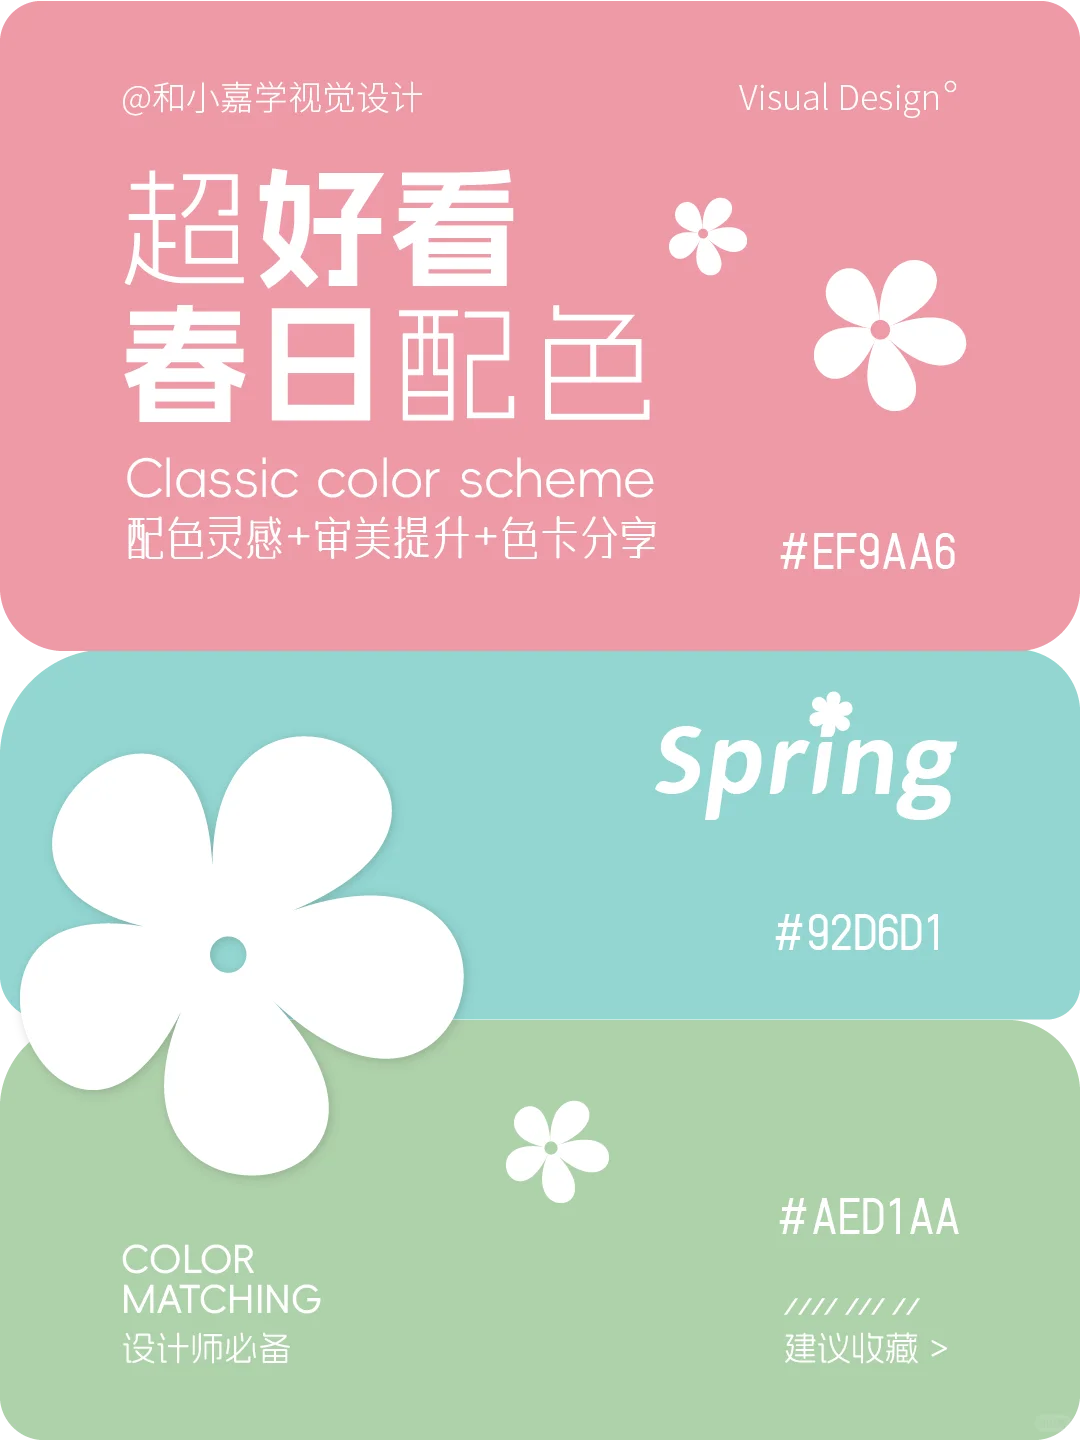 @和小嘉学视觉设计
Visual Design°
超好看
春日配色
Classic color scheme
配色灵感+审美提升+色卡分享
#EF9AA6
Spring
#92D6D1
#AED1AA
COLOR
MATCHING
设计师必备
//// /// //
建议收藏 >